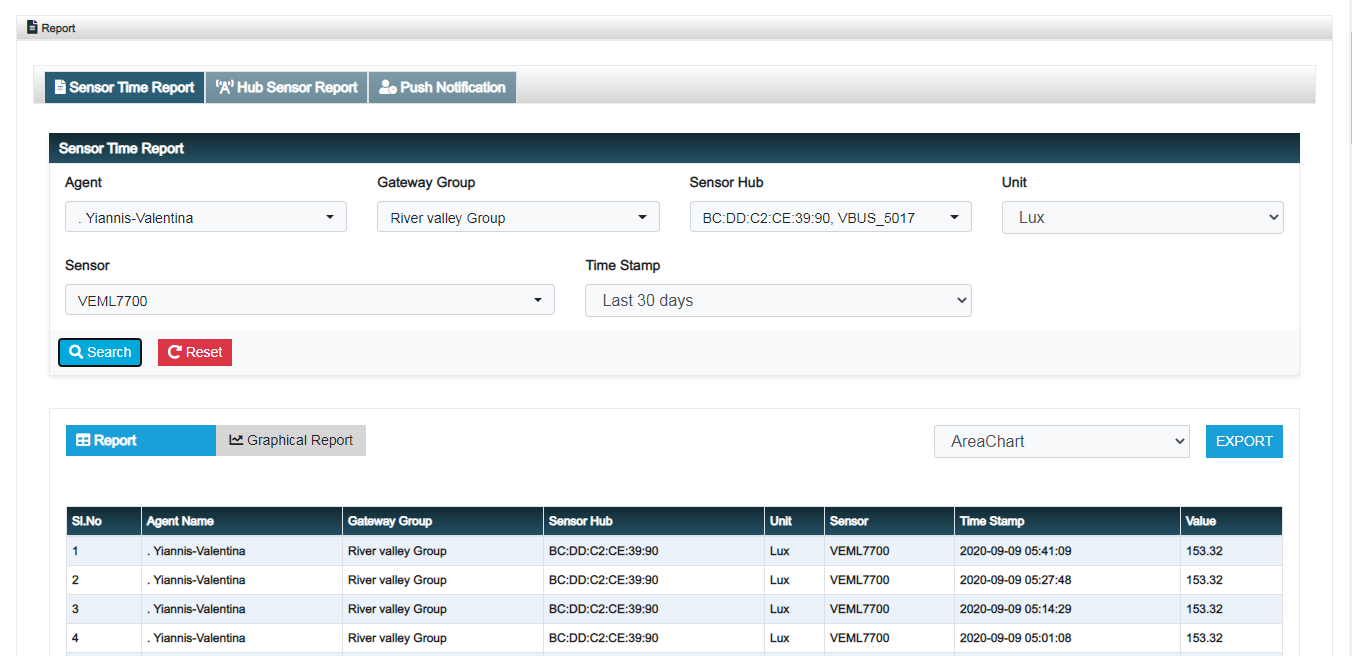 Report
Sensor Time Report Hub Sensor Report Push Notification
Sensor Time Report
Agent Gateway Group Sensor Hub Unit
. Yiannis-Valentina River valley Group BC:DD:C2:CE:39:90, VBUS_5017 Lux
Sensor Time Stamp
VEML7700 Last 30 days
Search Reset
Report Graphical Report AreaChart EXPORT
Sl.No Agent Name Gateway Group Sensor Hub Unit Sensor Time Stamp Value
1 . Yiannis-Valentina River valley Group BC:DD:C2:CE:39:90 Lux VEML7700 2020-09-09 05:41:09 153.32
2 . Yiannis-Valentina River valley Group BC:DD:C2:CE:39:90 Lux VEML7700 2020-09-09 05:27:48 153.32
3 . Yiannis-Valentina River valley Group BC:DD:C2:CE:39:90 Lux VEML7700 2020-09-09 05:14:29 153.32
4 . Yiannis-Valentina River valley Group BC:DD:C2:CE:39:90 Lux VEML7700 2020-09-09 05:01:08 153.32